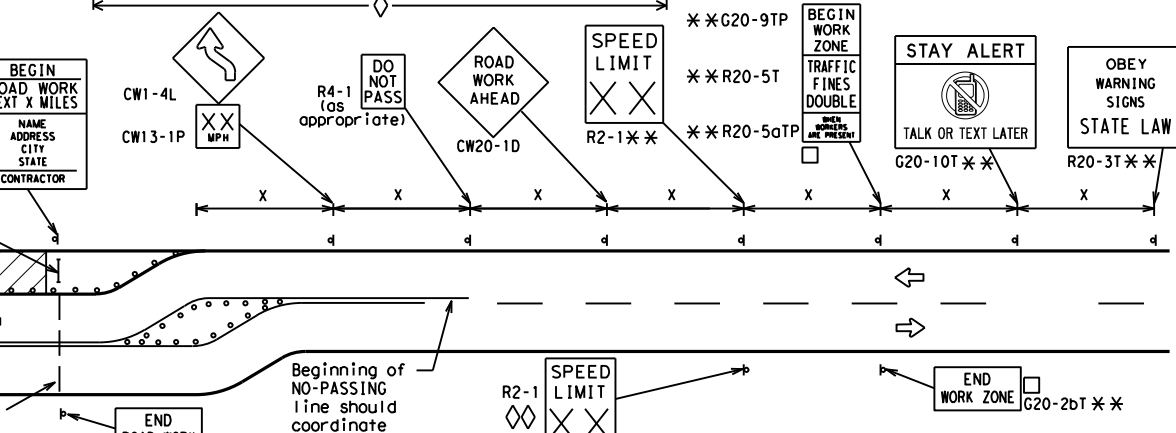 BEGIN
ROAD WORK
NEXT X MILES
NAME
ADDRESS
CITY
STATE
CONTRACTOR
CW1-4L
CW13-1P
XX
MPH
R4-1
(as
appropriate)
DO
NOT
PASS
ROAD
WORK
AHEAD
CW20-1D
SPEED
LIMIT
XX
R2-1**
**G20-9TP
**R20-5T
**R20-5aTP
BEGIN
WORK
ZONE
TRAFFIC
FINES
DOUBLE
WHEN
WORKERS
ARE PRESENT
STAY ALERT
TALK OR TEXT LATER
G20-10T**
OBEY
WARNING
SIGNS
STATE LAW
R20-3T**
X X X X X X X
Beginning of
NO-PASSING
line should
coordinate
R2-1
SPEED
LIMIT
XX
END
WORK ZONE
G20-2bT**
END
ROAD WORK